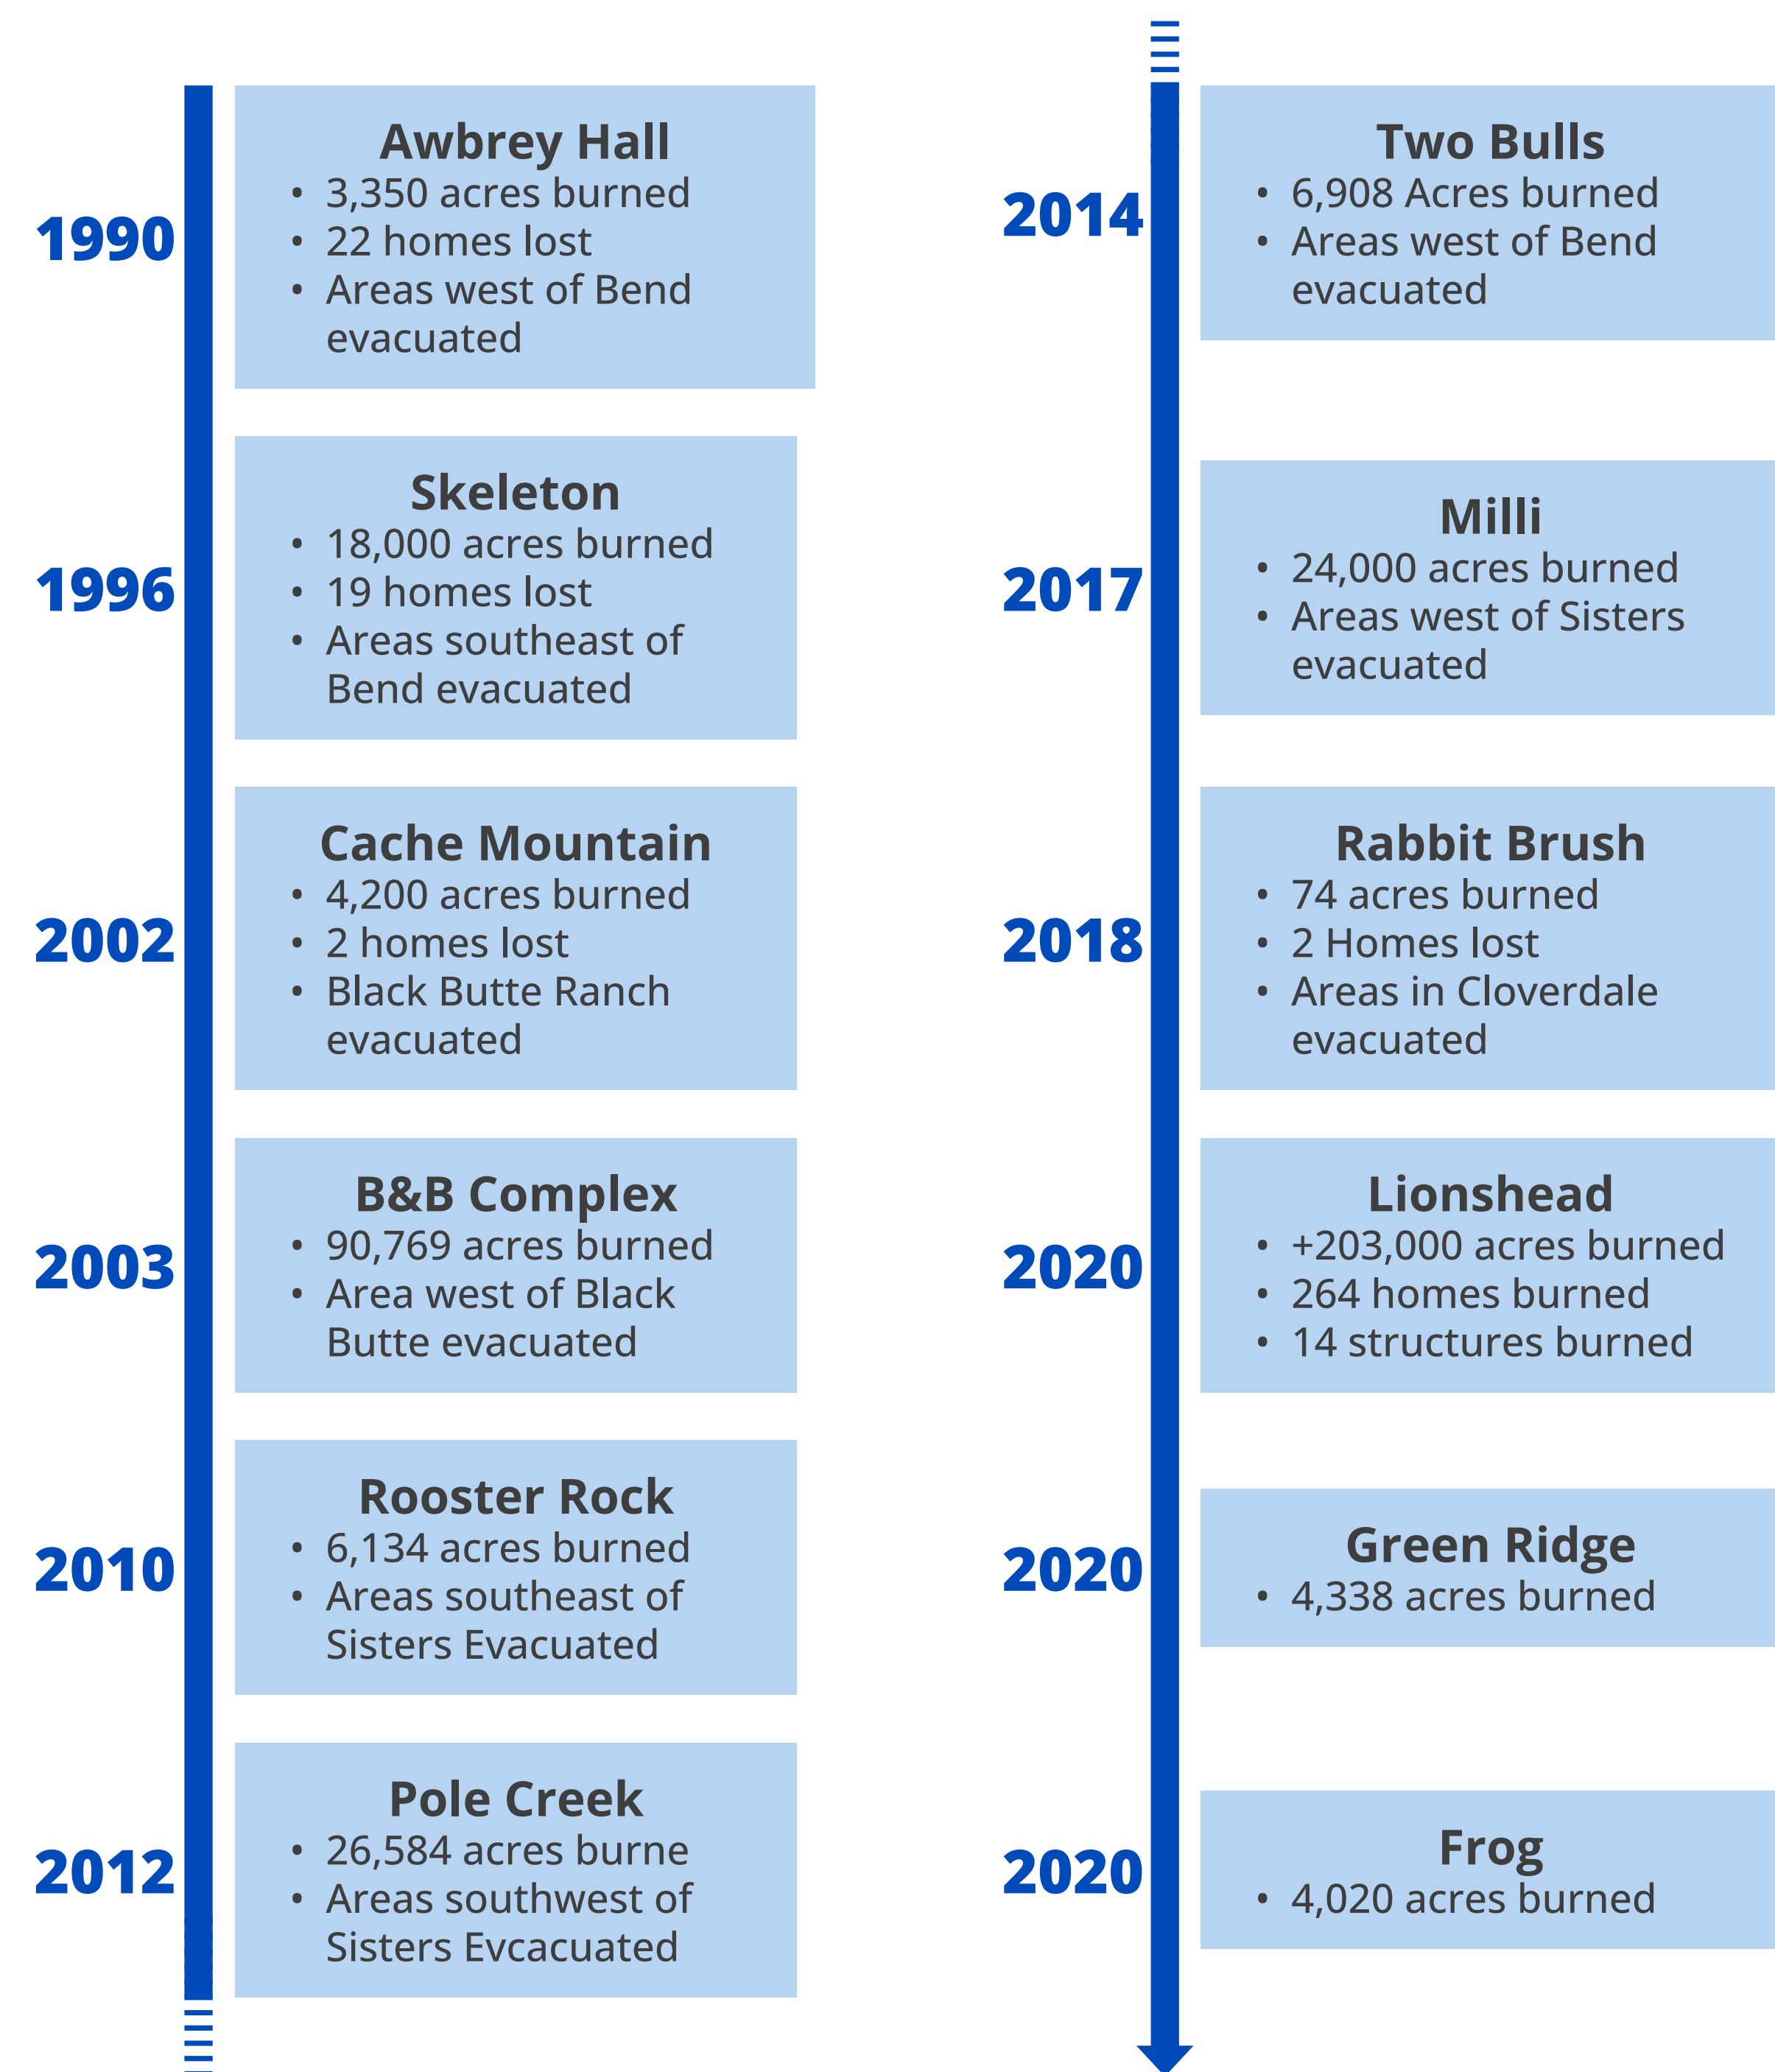 1990
Awbrey Hall
• 3,350 acres burned
• 22 homes lost
• Areas west of Bend
evacuated
1996
Skeleton
• 18,000 acres burned
• 19 homes lost
• Areas southeast of
Bend evacuated
2002
Cache Mountain
• 4,200 acres burned
• 2 homes lost
• Black Butte Ranch
evacuated
2003
B&B Complex
• 90,769 acres burned
• Area west of Black
Butte evacuated
2010
Rooster Rock
• 6,134 acres burned
• Areas southeast of
Sisters Evacuated
2012
Pole Creek
• 26,584 acres burne
• Areas southwest of
Sisters Evcacuated
2014
Two Bulls
• 6,908 Acres burned
• Areas west of Bend
evacuated
2017
Milli
• 24,000 acres burned
• Areas west of Sisters
evacuated
2018
Rabbit Brush
• 74 acres burned
• 2 Homes lost
• Areas in Cloverdale
evacuated
2020
Lionshead
• +203,000 acres burned
• 264 homes burned
• 14 structures burned
2020
Green Ridge
• 4,338 acres burned
2020
Frog
• 4,020 acres burned